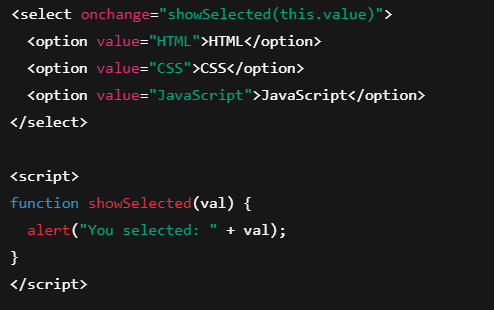 <select onchange="showSelected(this.value)">
  <option value="HTML">HTML</option>
  <option value="CSS">CSS</option>
  <option value="JavaScript">JavaScript</option>
</select>

<script>
function showSelected(val) {
  alert("You selected: " + val);
}
</script>